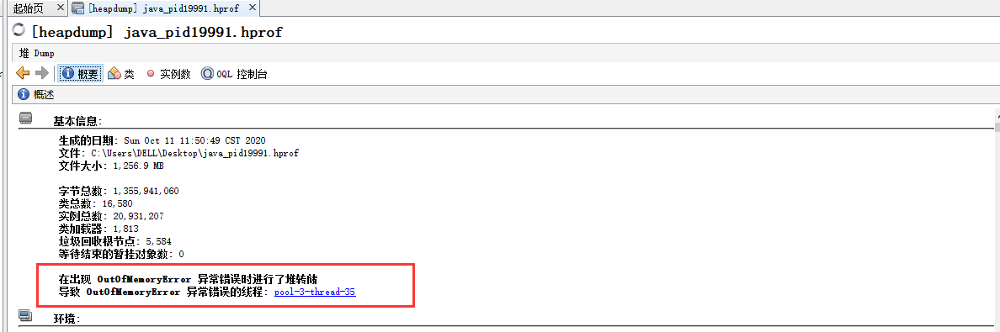 起始页 × [heapdump] java_pid19991.hprof ×
[heapdump] java_pid19991.hprof
堆 Dump
概要 类 实例数 OQL 控制台
概述
基本信息:
生成的日期: Sun Oct 11 11:50:49 CST 2020
文件: C:\Users\DELL\Desktop\java_pid19991.hprof
文件大小: 1,256.9 MB
字节总数: 1,355,941,060
类总数: 16,580
实例总数: 20,931,207
类加载器: 1,813
垃圾回收根节点: 5,584
等待结束的暂挂对象数: 0
在出现 OutOfMemoryError 异常错误时进行了堆转储
导致 OutOfMemoryError 异常错误的线程: pool-3-thread-35
环境: